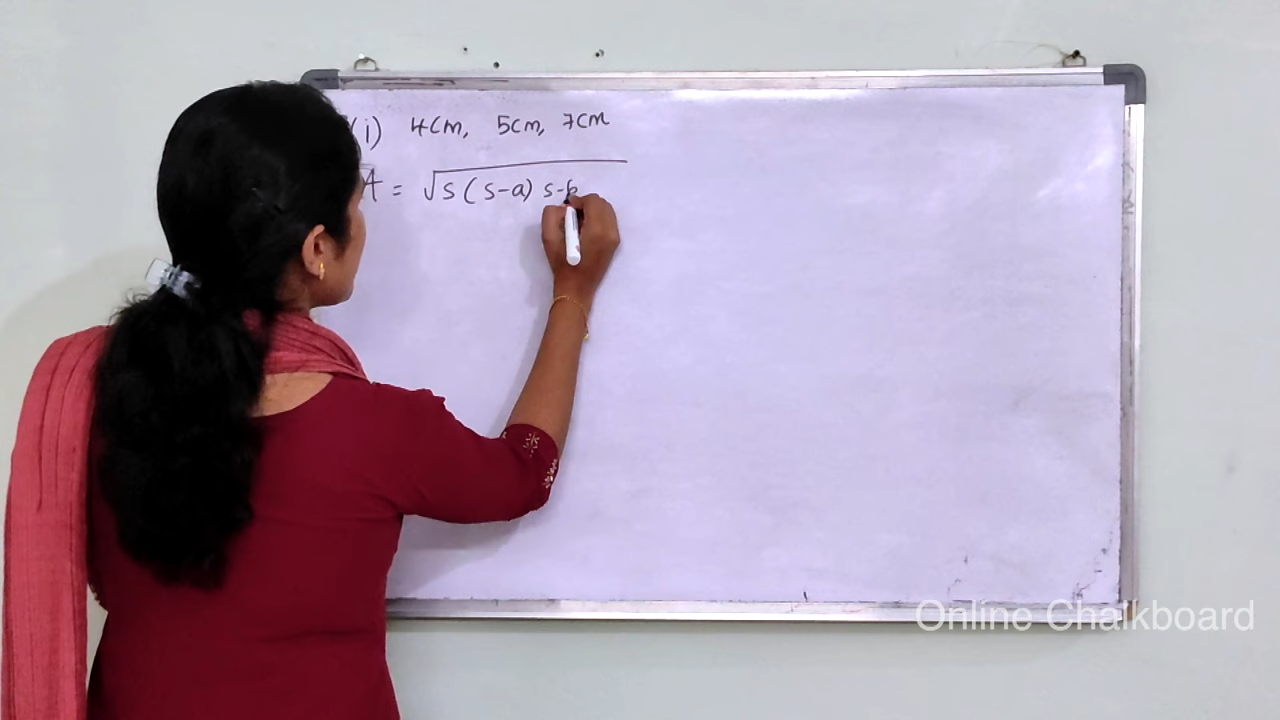 (i) 4cm, 5cm, 7cm
A = √s(s-a) s-b
Online Chalkboard